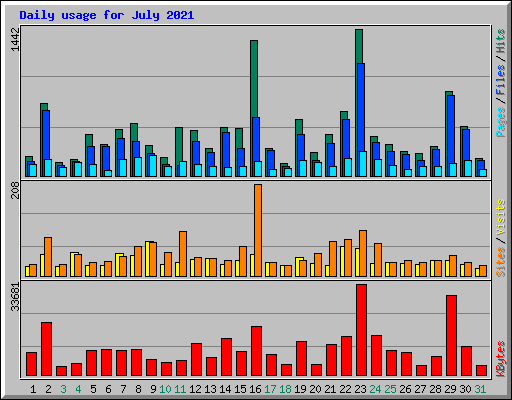 Daily usage for July 2021
1442
208
33681
Pages / Files / Hits
Sites / Visits
KBytes
1 2 3 4 5 6 7 8 9 10 11 12 13 14 15 16 17 18 19 20 21 22 23 24 25 26 27 28 29 30 31